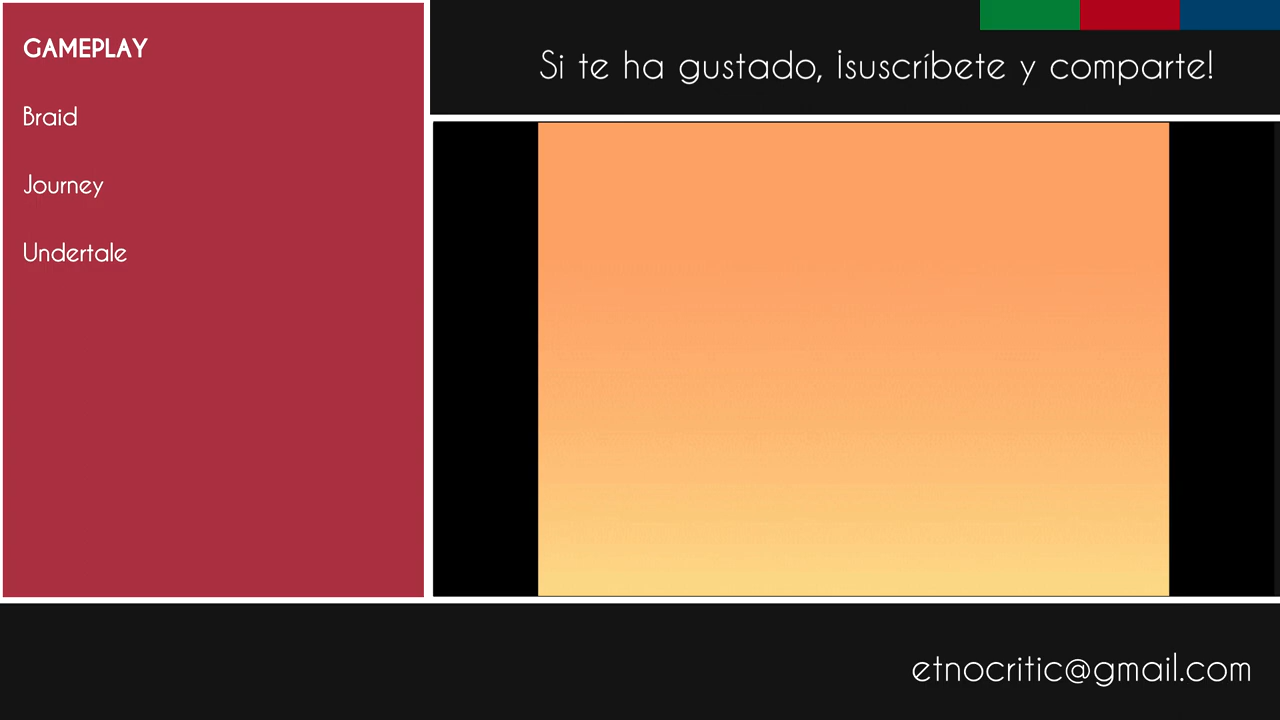 GAMEPLAY
Braid
Journey
Undertale
Si te ha gustado, ¡suscríbete y comparte!
etnocritic@gmail.com